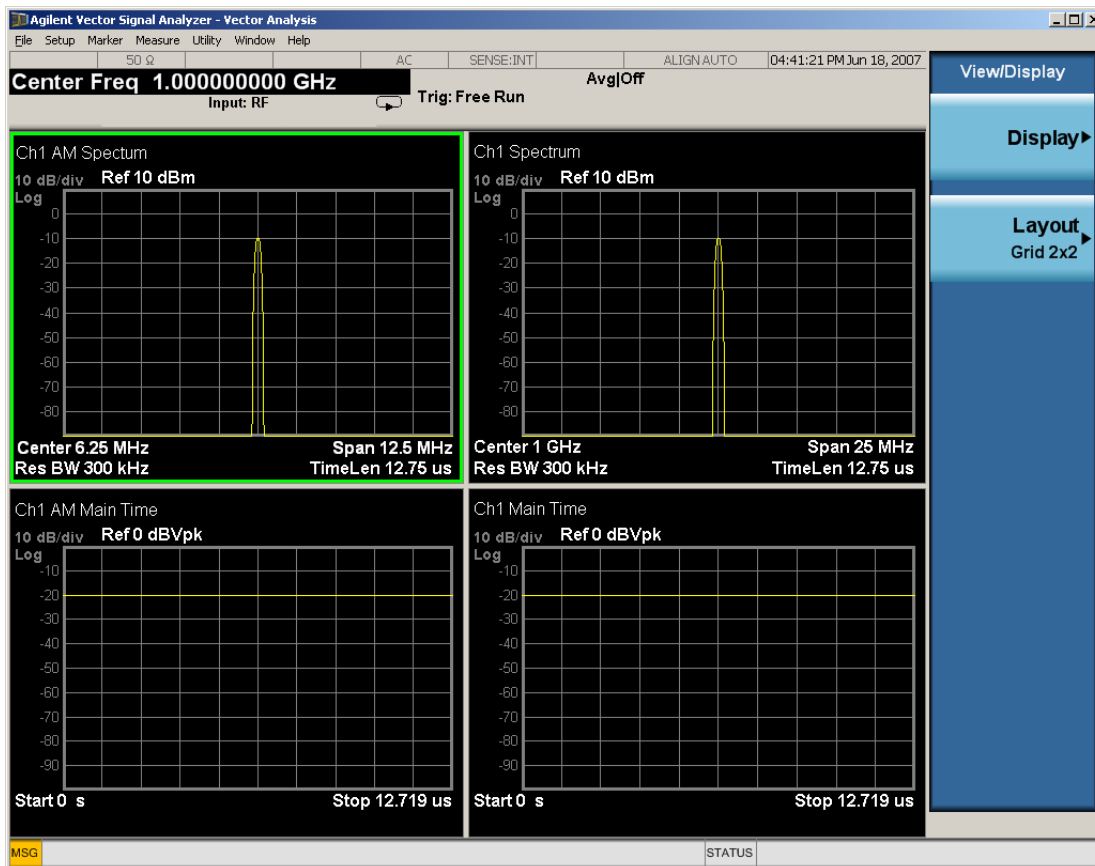 Agilent Vector Signal Analyzer - Vector Analysis
File Setup Marker Measure Utility Window Help
50 Ω AC SENSE:INT ALIGN AUTO 04:41:21 PM Jun 18, 2007
Center Freq 1.000000000 GHz
Input: RF
Trig: Free Run
Avg|Off
View/Display
Display
Layout
Grid 2x2
Ch1 AM Spectum
10 dB/div Ref 10 dBm
Log
0
-10
-20
-30
-40
-50
-60
-70
-80
Center 6.25 MHz Span 12.5 MHz
Res BW 300 kHz TimeLen 12.75 us
Ch1 Spectrum
10 dB/div Ref 10 dBm
Log
0
-10
-20
-30
-40
-50
-60
-70
-80
Center 1 GHz Span 25 MHz
Res BW 300 kHz TimeLen 12.75 us
Ch1 AM Main Time
10 dB/div Ref 0 dBVpk
Log
-10
-20
-30
-40
-50
-60
-70
-80
-90
Start 0 s Stop 12.719 us
Ch1 Main Time
10 dB/div Ref 0 dBVpk
Log
-10
-20
-30
-40
-50
-60
-70
-80
-90
Start 0 s Stop 12.719 us
MSG STATUS